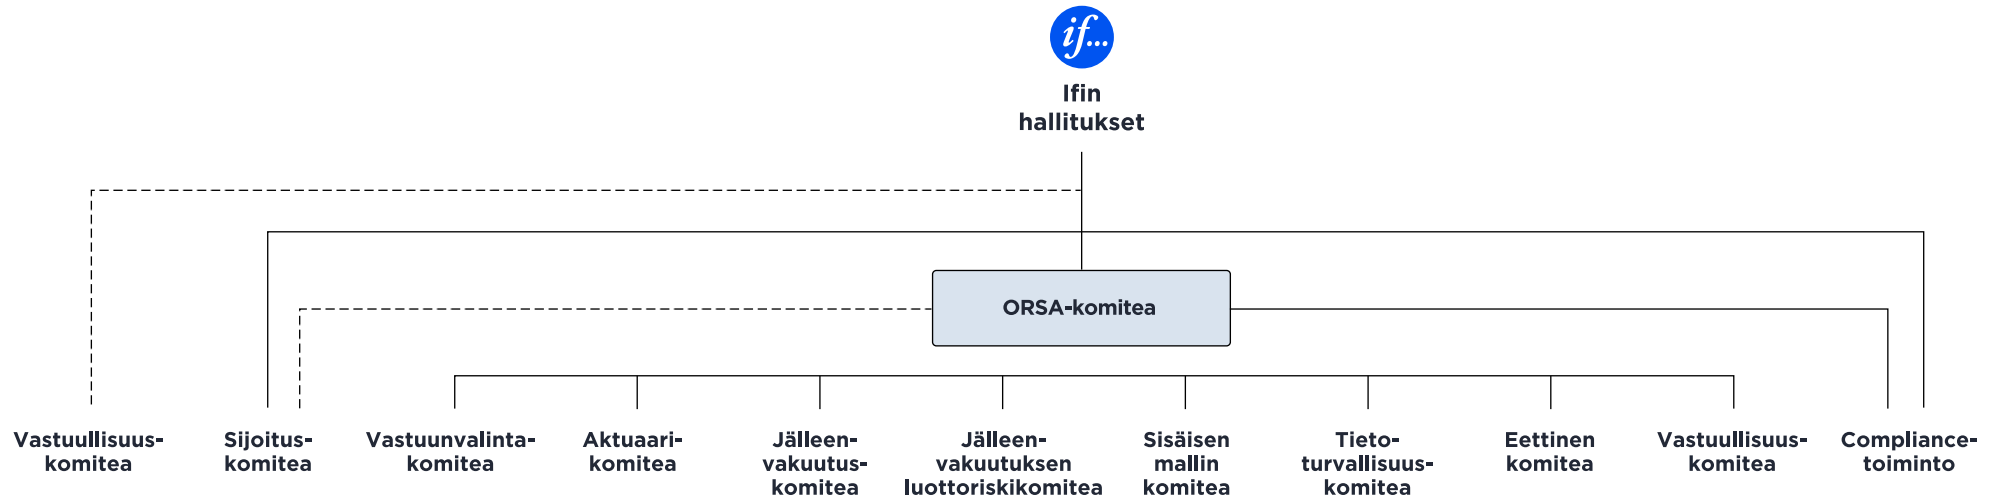 if...
Ifin
hallitukset
ORSA-komitea
Vastuullisuus-
komitea
Sijoitus-
komitea
Vastuunvalinta-
komitea
Aktuaari-
komitea
Jälleen-
vakuutus-
komitea
Jälleen-
vakuutuksen
luottoriskikomitea
Sisäisen
mallin
komitea
Tieto-
turvallisuus-
komitea
Eettinen
komitea
Vastuullisuus-
komitea
Compliance-
toiminto